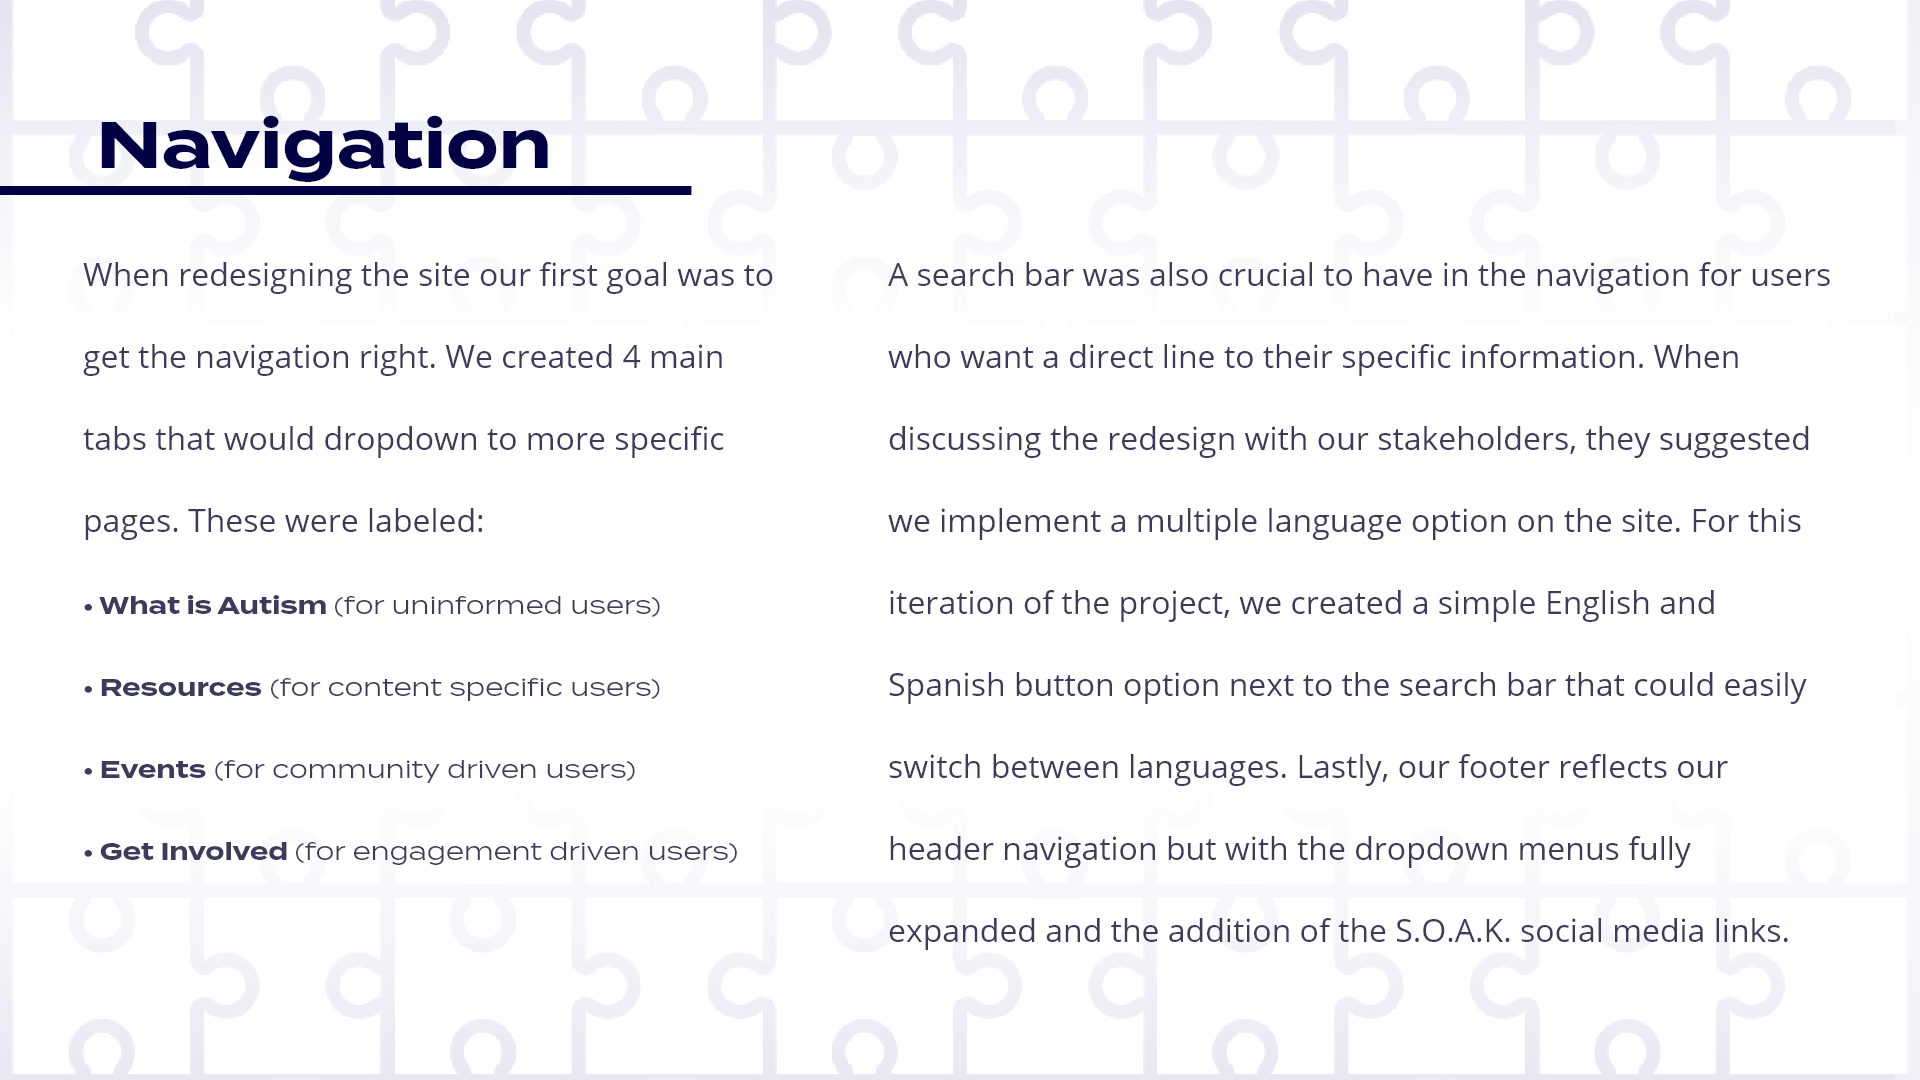 Navigation
When redesigning the site our first goal was to
get the navigation right. We created 4 main
tabs that would dropdown to more specific
pages. These were labeled:
• What is Autism (for uninformed users)
• Resources (for content specific users)
• Events (for community driven users)
• Get Involved (for engagement driven users)
A search bar was also crucial to have in the navigation for users
who want a direct line to their specific information. When
discussing the redesign with our stakeholders, they suggested
we implement a multiple language option on the site. For this
iteration of the project, we created a simple English and
Spanish button option next to the search bar that could easily
switch between languages. Lastly, our footer reflects our
header navigation but with the dropdown menus fully
expanded and the addition of the S.O.A.K. social media links.